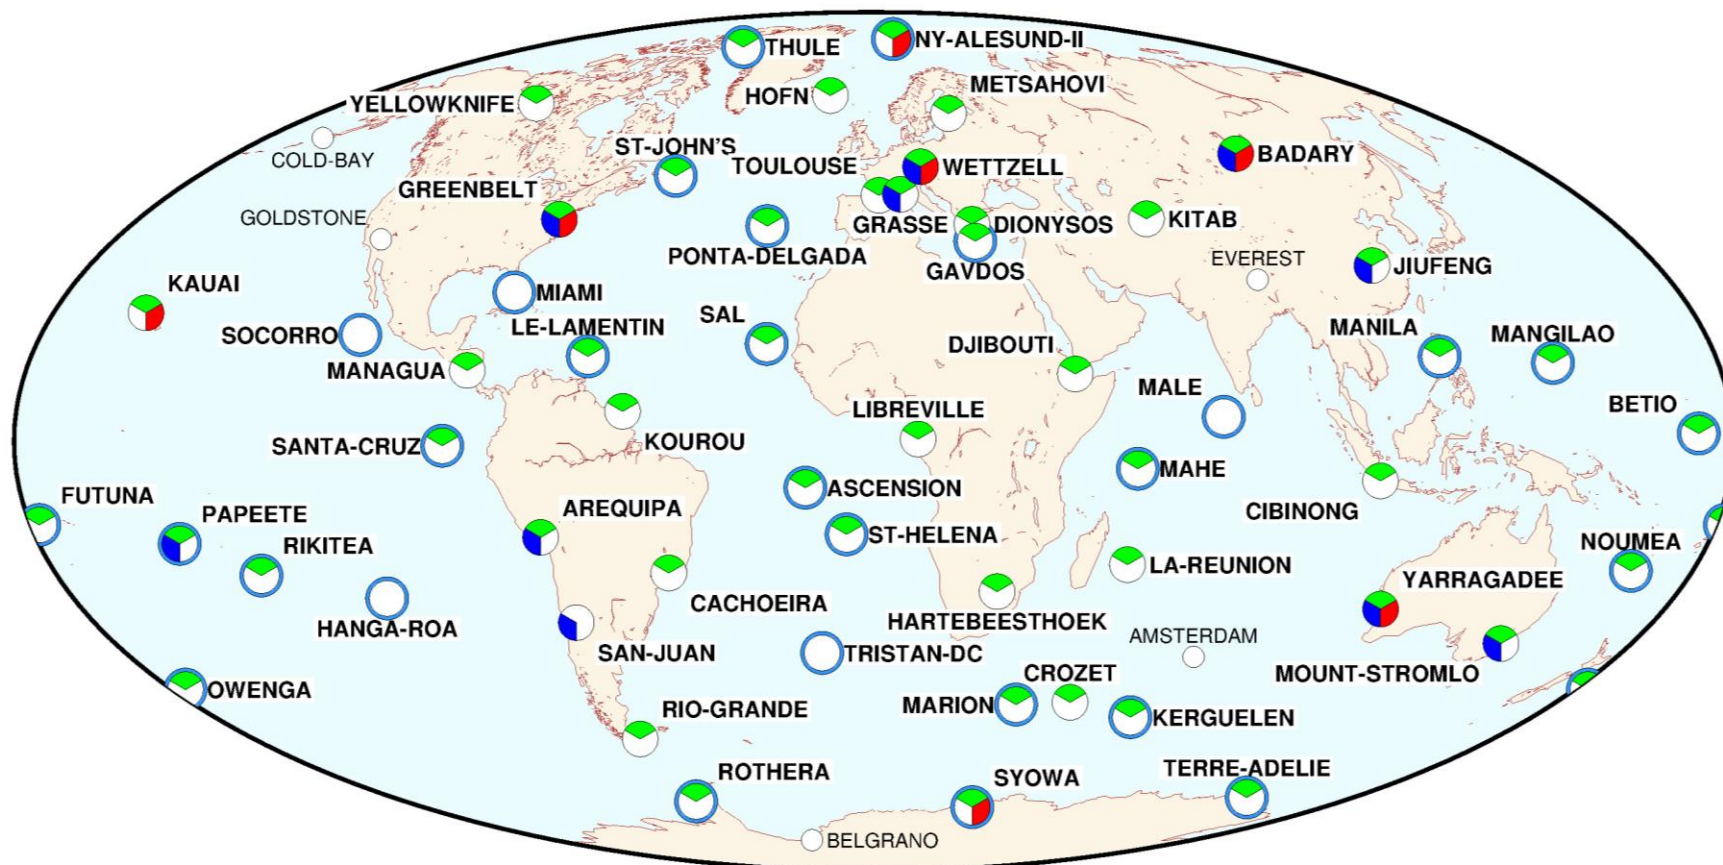 THULE
NY-ALESUND-II
METSAHOVI
YELLOWKNIFE
HOFN
COLD-BAY
ST-JOHN'S
TOULOUSE
WETTZELL
BADARY
GREENBELT
GOLDSTONE
GRASSE
DIONYSOS
KITAB
PONTA-DELGADA
GAVDOS
EVEREST
JIUFENG
KAUAI
MIAMI
SOCORRO
LE-LAMENTIN
SAL
DJIBOUTI
MANILA
MANGILAO
MANAGUA
MALE
LIBREVILLE
BETIO
SANTA-CRUZ
KOUROU
MAHE
ASCENSION
FUTUNA
PAPEETE
AREQUIPA
CIBINONG
ST-HELENA
RIKITEA
NOUMEA
LA-REUNION
YARRAGADEE
CACHOEIRA
HANGA-ROA
HARTEBEESTHOEK
AMSTERDAM
SAN-JUAN
TRISTAN-DC
CROZET
MOUNT-STROMLO
OWENGA
RIO-GRANDE
MARION
KERGUELEN
ROTHERA
SYOWA
TERRE-ADELIE
BELGRANO